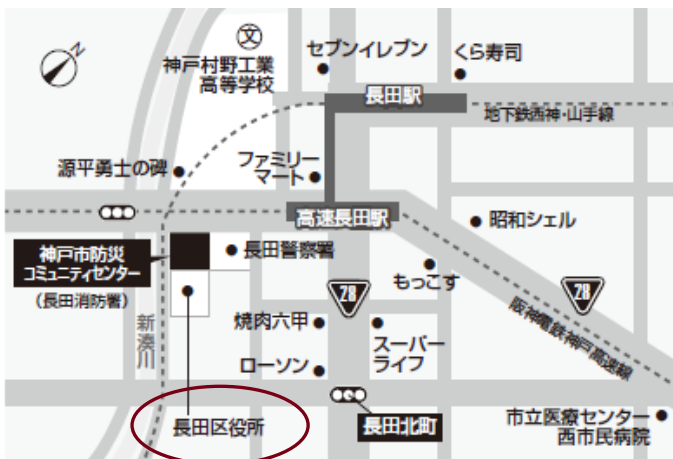 N
文
神戸村野工業
高等学校
セブンイレブン
くら寿司
長田駅
地下鉄西神・山手線
源平勇士の碑
ファミリー
マート
高速長田駅
昭和シェル
神戸市防災
コミュニティセンター
(長田消防署)
長田警察署
もっこす
28
28
新湊川
焼肉六甲
スーパー
ライフ
阪神電鉄神戸高速線
ローソン
長田区役所
長田北町
市立医療センター
西市民病院